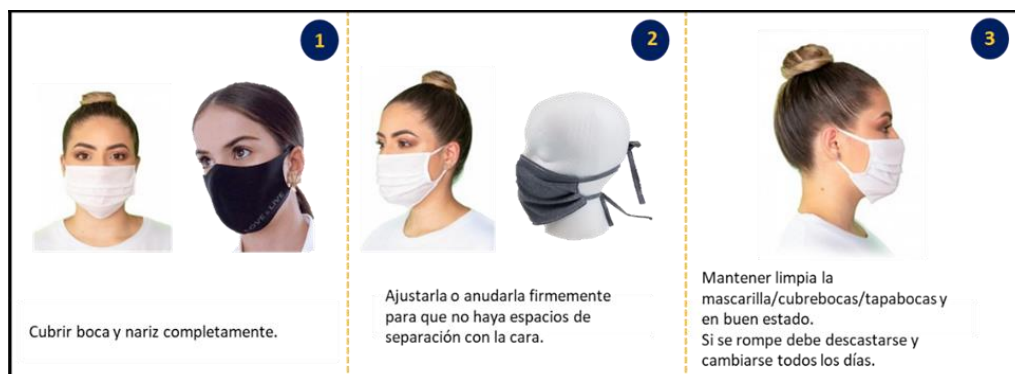 1
2
3
LOVE & LIVE
Cubrir boca y nariz completamente.
Ajustarla o anudarla firmemente
para que no haya espacios de
separación con la cara.
Mantener limpia la
mascarilla/cubrebocas/tapabocas y
en buen estado.
Si se rompe debe descastarse y
cambiarse todos los días.